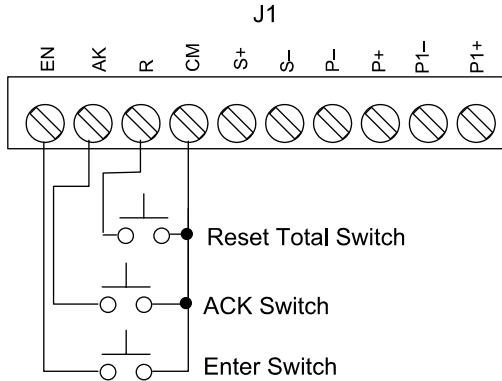 J1
EN AK R CM S+ S– P– P+ P1– P1+
Reset Total Switch
ACK Switch
Enter Switch